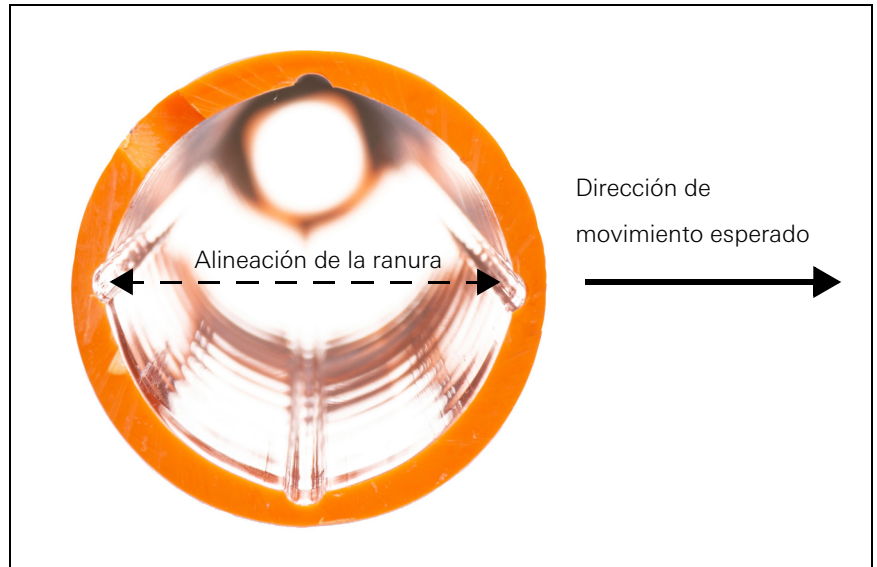 Dirección de
movimiento esperado
Alineación de la ranura